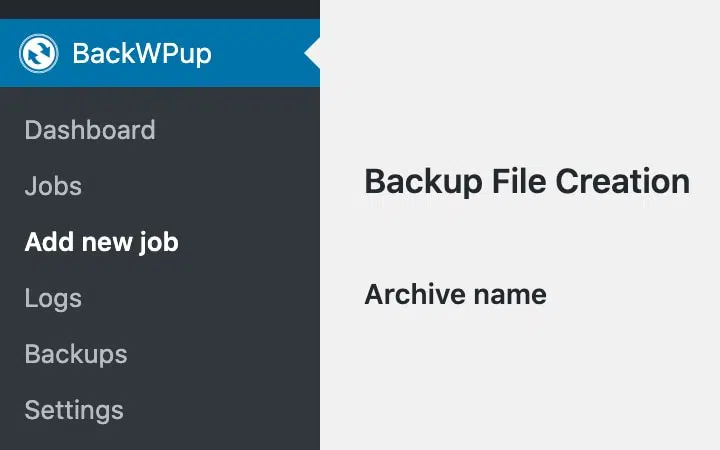 BackWPup
Dashboard
Jobs
Add new job
Logs
Backups
Settings
Backup File Creation
Archive name